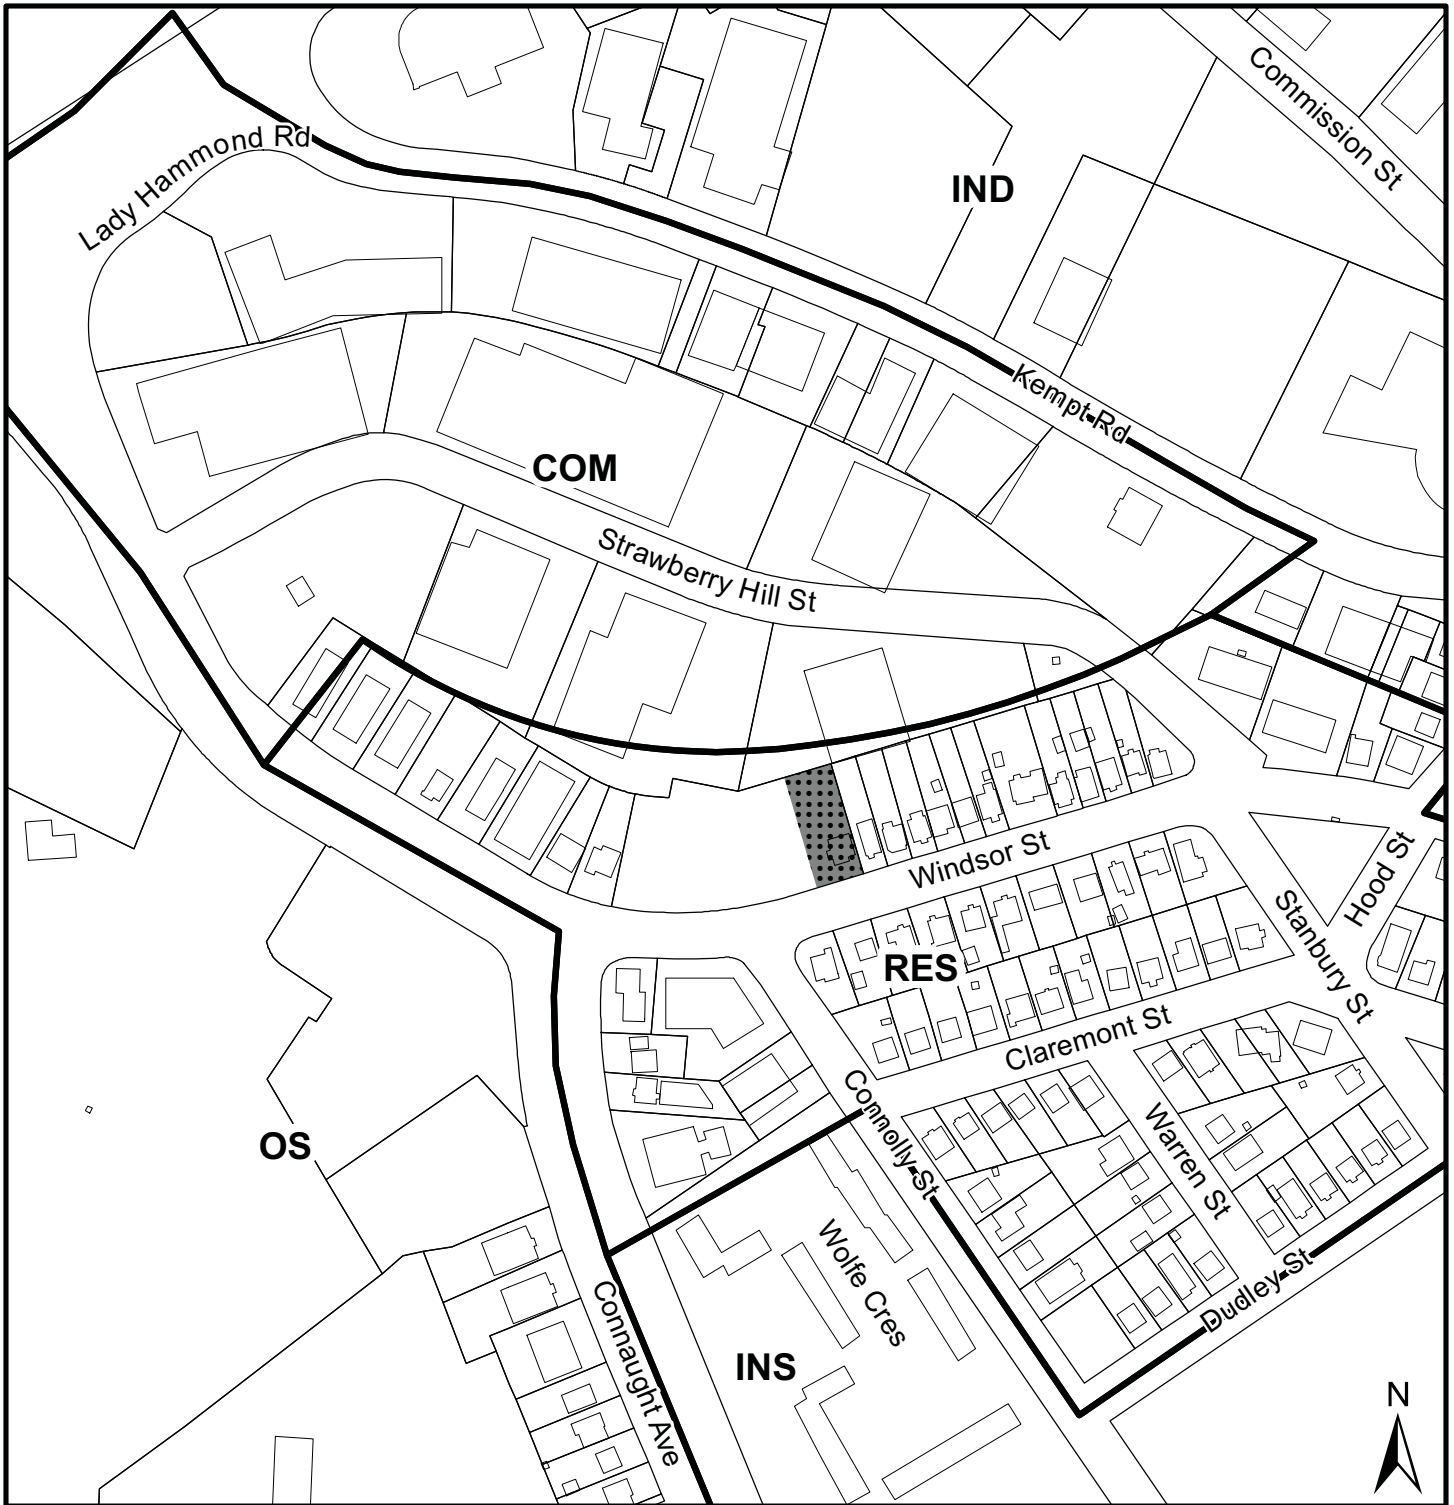 Commission St
Lady Hammond Rd
IND
Kempt Rd
COM
Strawberry Hill St
Windsor St
Hood St
RES
Stanbury St
Claremont St
Connolly St
Warren St
OS
Wolfe Cres
Dudley St
Connaught Ave
INS
N